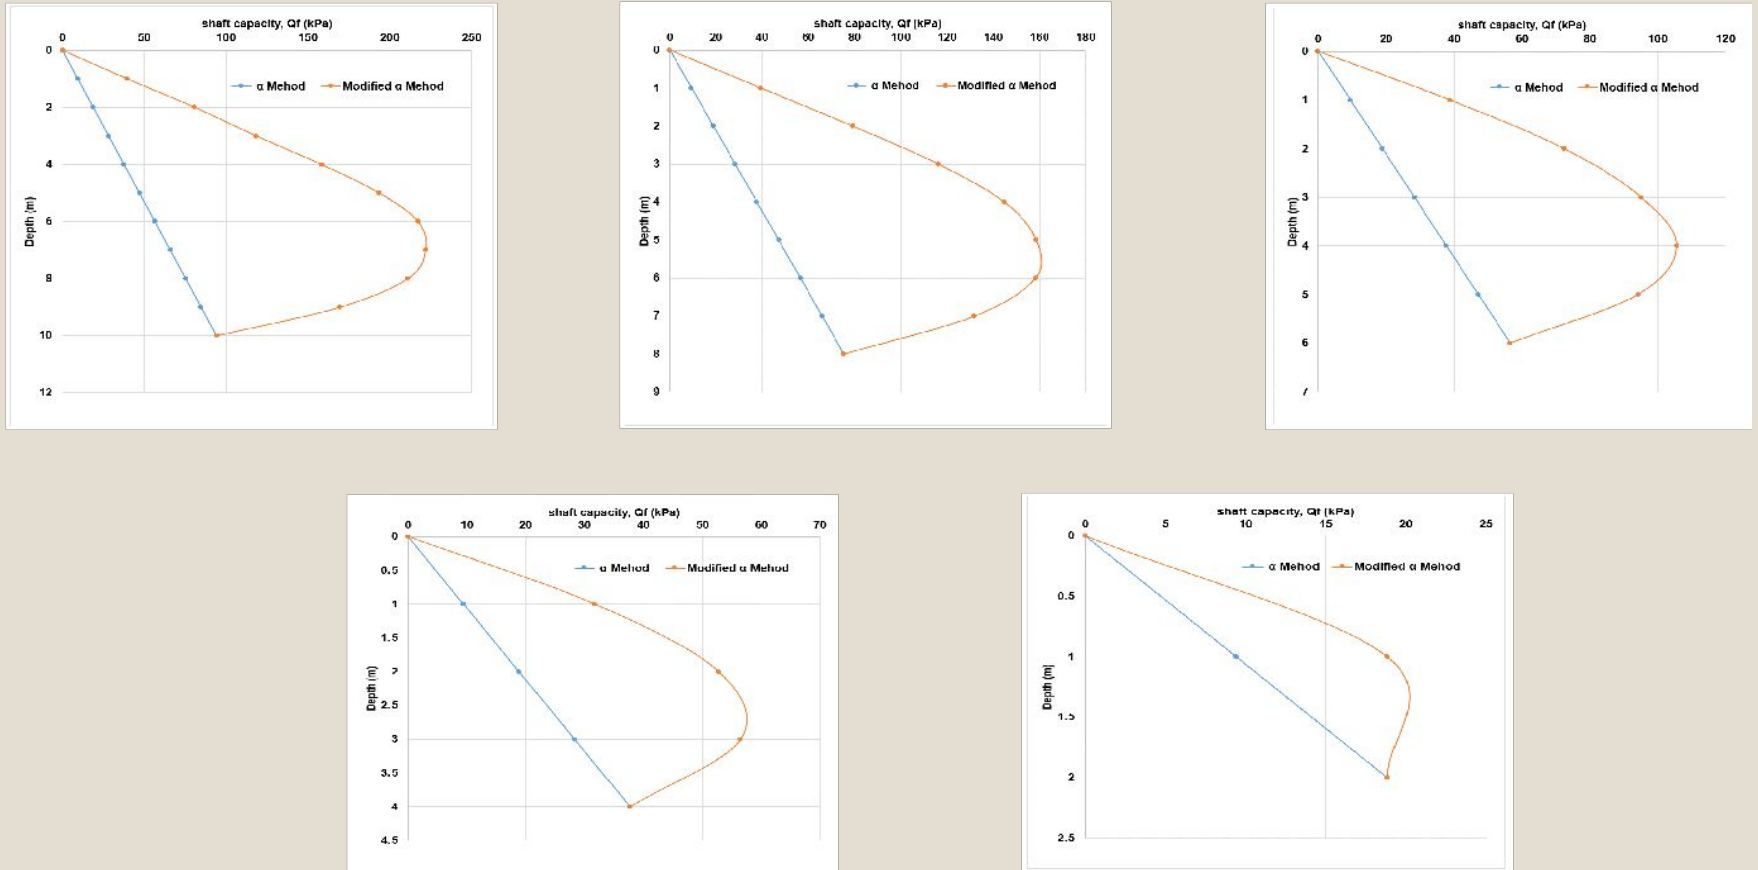 shaft capacity, Qf (kPa)
0 50 100 150 200 250
α Mehod Modified α Mehod
Depth (m)
0
2
4
6
8
10
12
shaft capacity, Qf (kPa)
0 20 40 60 80 100 120 140 160 180
α Mehod Modified α Mehod
Depth (m)
0
1
2
3
4
5
6
7
8
9
shaft capacity, Qf (kPa)
0 20 40 60 80 100 120
α Mehod Modified α Mehod
Depth (m)
0
1
2
3
4
5
6
7
shaft capacity, Qf (kPa)
0 10 20 30 40 50 60 70
α Mehod Modified α Mehod
Depth (m)
0
0.5
1
1.5
2
2.5
3
3.5
4
4.5
shaft capacity, Qf (kPa)
0 5 10 15 20 25
α Mehod Modified α Mehod
Depth (m)
0
0.5
1
1.5
2
2.5